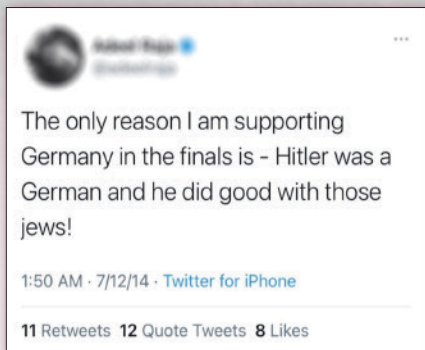 The only reason I am supporting
Germany in the finals is - Hitler was a
German and he did good with those
jews!
1:50 AM · 7/12/14 · Twitter for iPhone
11 Retweets 12 Quote Tweets 8 Likes